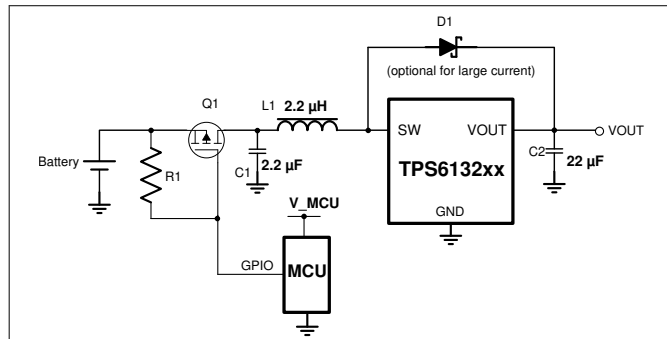 D1
(optional for large current)
Q1
L1 2.2 µH
SW VOUT
VOUT
TPS6132xx
GND
C2 22 µF
2.2 µF
C1
Battery
R1
V_MCU
GPIO
MCU